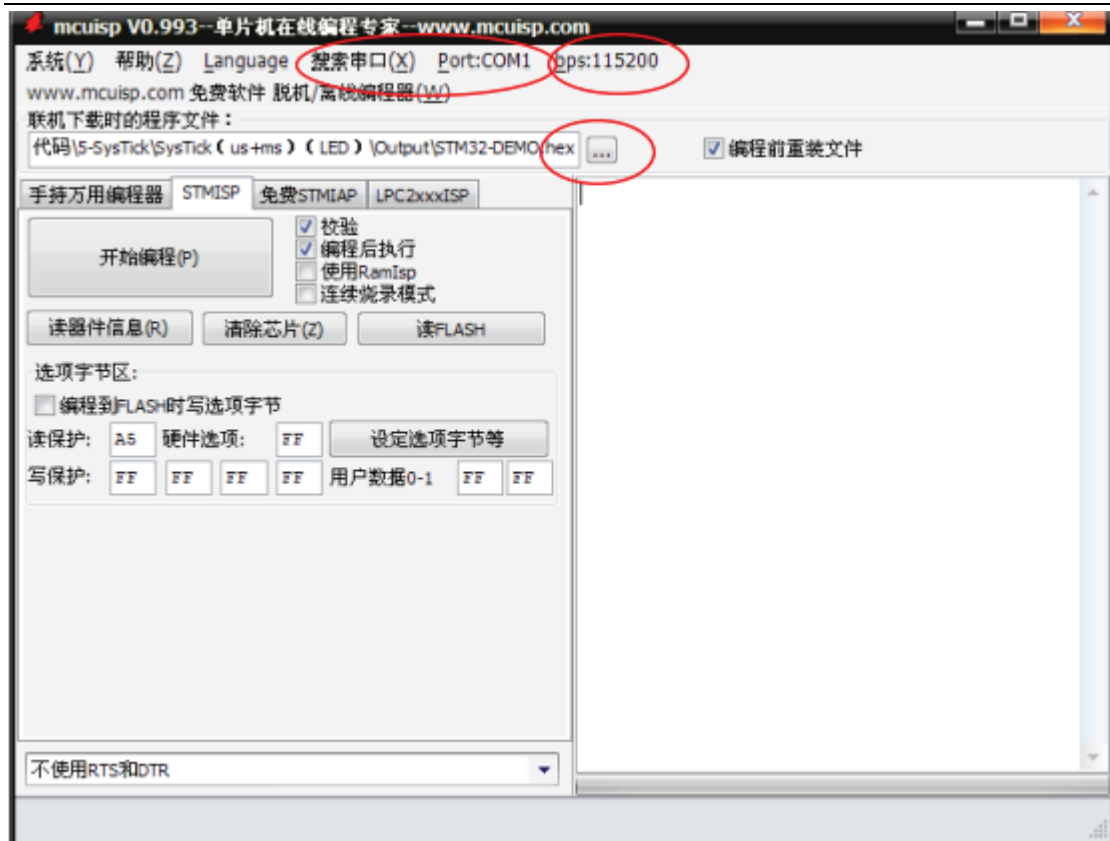 mcuisp V0.993--单片机在线编程专家--www.mcuisp.com
系统(Y) 帮助(Z) Language 搜索串口(X) Port:COM1 bps:115200
www.mcuisp.com 免费软件 脱机/离线编程器(W)
联机下载时的程序文件：
代码\5-SysTick\SysTick（us+ms）（LED）\Output\STM32-DEMO.hex ... 编程前重装文件
手持万用编程器 STMISP 免费STMIAP LPC2xxxISP
校验
开始编程(P) 编程后执行
使用RamIsp
连续烧录模式
读器件信息(R) 清除芯片(Z) 读FLASH
选项字节区:
编程到FLASH时写选项字节
读保护: A5 硬件选项: FF 设定选项字节等
写保护: FF FF FF FF 用户数据0-1 FF FF
不使用RTS和DTR